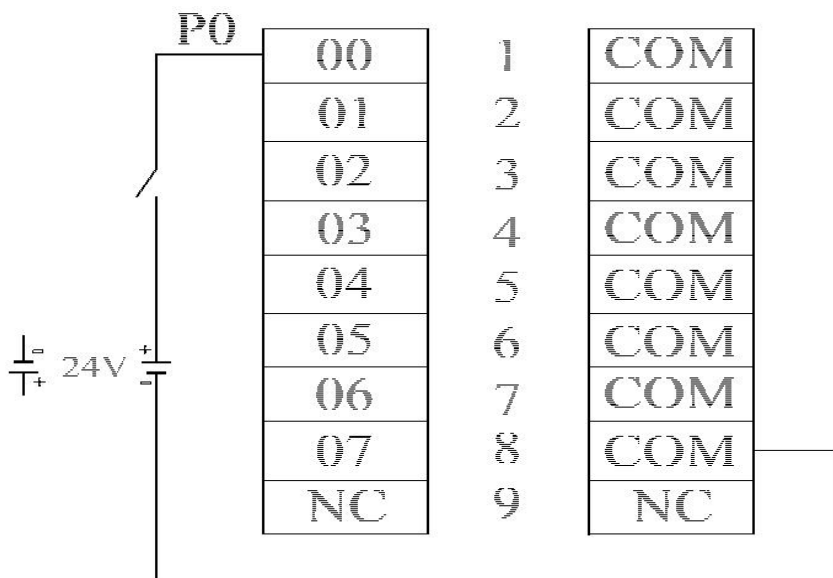 P0
00 1 COM
01 2 COM
02 3 COM
03 4 COM
04 5 COM
05 6 COM
- 24V +
+ -
06 7 COM
07 8 COM
NC 9 NC